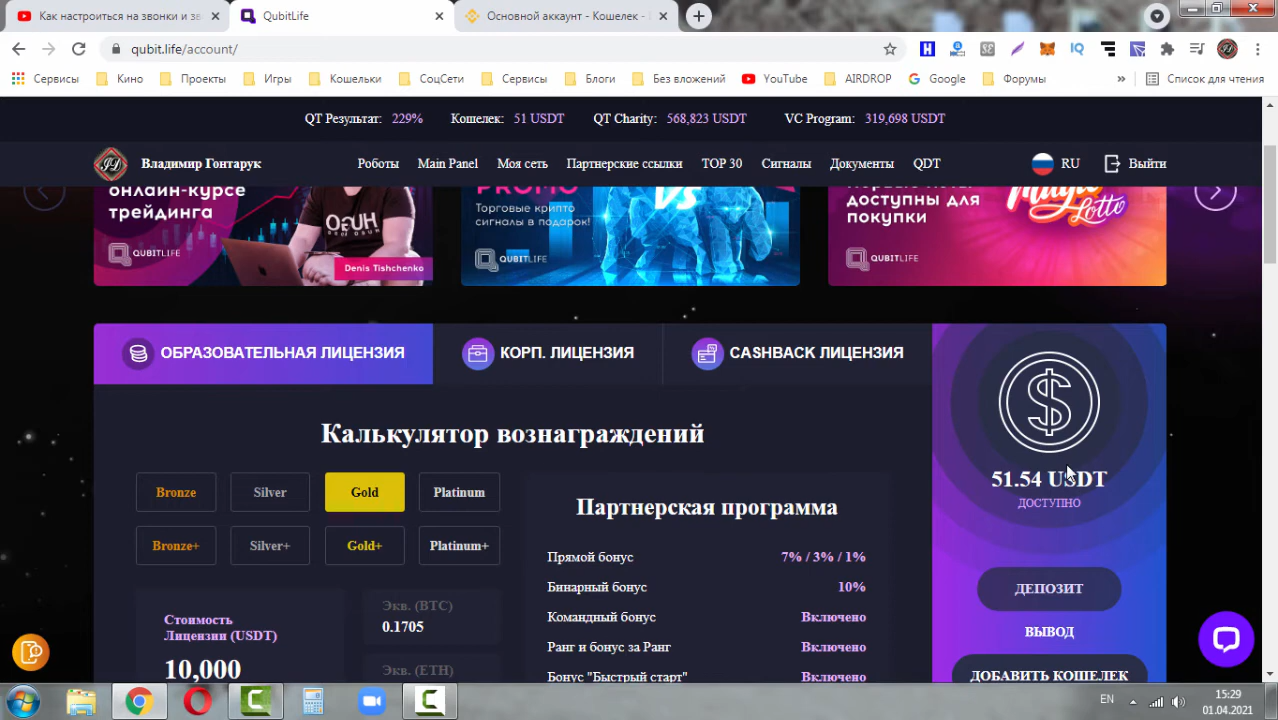 Как настроиться на звонки и зв
QubitLife
Основной аккаунт - Кошелек -
qubit.life/account/
Сервисы
Кино
Проекты
Игры
Кошельки
СоцСети
Сервисы
Блоги
Без вложений
YouTube
AIRDROP
Google
Форумы
»
Список для чтения
QT Результат: 229%
Кошелек: 51 USDT
QT Charity: 568,823 USDT
VC Program: 319,698 USDT
Владимир Гонтарук
Роботы
Main Panel
Моя сеть
Партнерские ссылки
TOP 30
Сигналы
Документы
QDT
RU
Выйти
онлайн-курсе
трейдинга
QUBITLIFE
Denis Tishchenko
PROMO
Торговые крипто
сигналы в подарок!
VS
QUBITLIFE
доступны для
покупки
Magic
Lotto
QUBITLIFE
ОБРАЗОВАТЕЛЬНАЯ ЛИЦЕНЗИЯ
КОРП. ЛИЦЕНЗИЯ
CASHBACK ЛИЦЕНЗИЯ
Калькулятор вознаграждений
Bronze
Silver
Gold
Platinum
Bronze+
Silver+
Gold+
Platinum+
Стоимость
Лицензии (USDT)
10,000
Экв. (BTC)
0.1705
Экв. (ETH)
Партнерская программа
Прямой бонус 7% / 3% / 1%
Бинарный бонус 10%
Командный бонус Включено
Ранг и бонус за Ранг Включено
Бонус "Быстрый старт" Включено
51.54 USDT
ДОСТУПНО
ДЕПОЗИТ
ВЫВОД
ДОБАВИТЬ КОШЕЛЕК
EN
15:29
01.04.2021